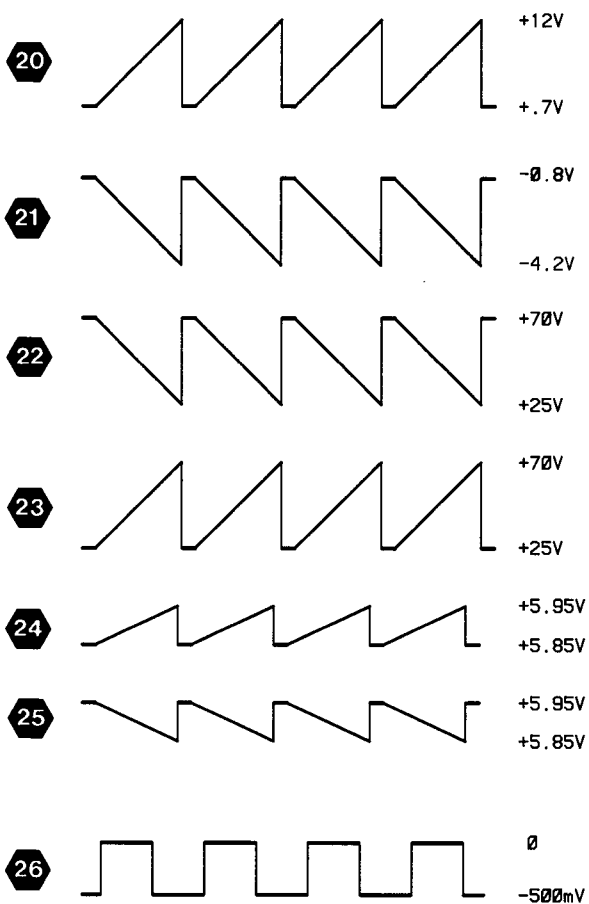 +12V
20
+.7V
-0.8V
21
-4.2V
+70V
22
+25V
+70V
23
+25V
+5.95V
24
+5.85V
+5.95V
25
+5.85V
0
26
-500mV